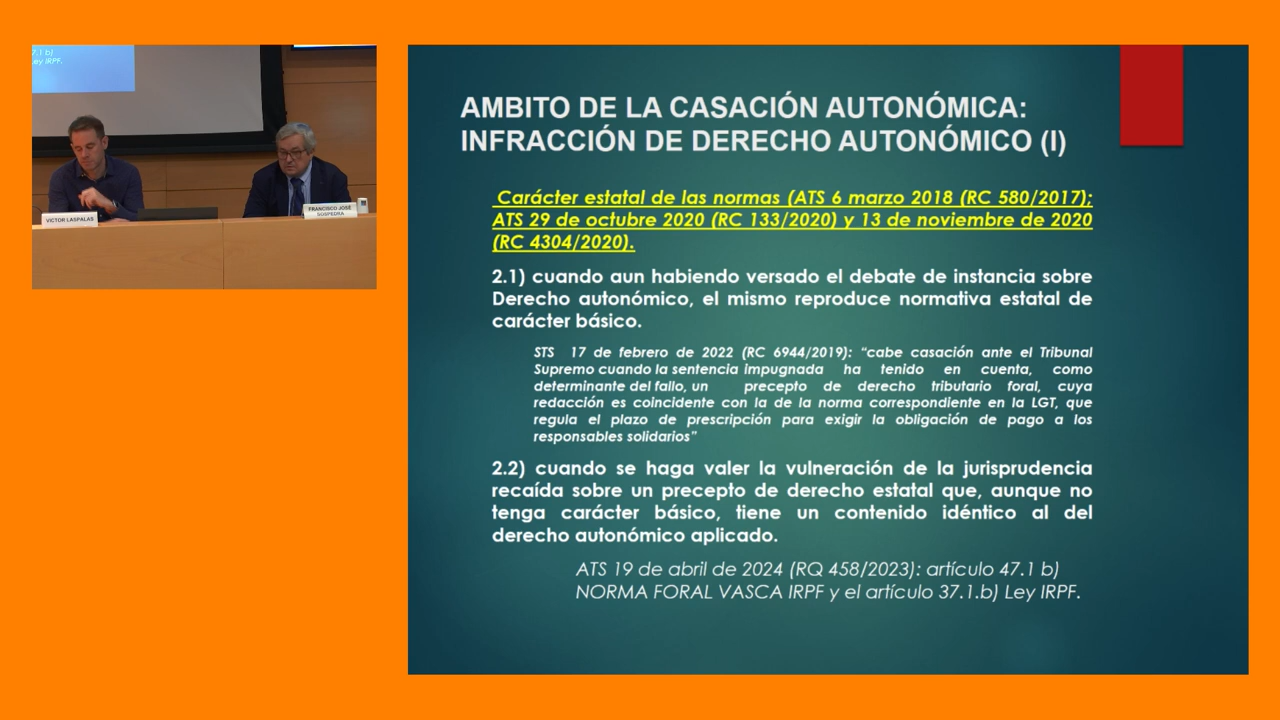 7.1 b)
Ley IRPF.
VICTOR LASPALAS
FRANCISCO JOSÉ
SOSPEDRA
AMBITO DE LA CASACIÓN AUTONÓMICA:
INFRACCIÓN DE DERECHO AUTONÓMICO (I)
Carácter estatal de las normas (ATS 6 marzo 2018 (RC 580/2017);
ATS 29 de octubre 2020 (RC 133/2020) y 13 de noviembre de 2020
(RC 4304/2020).
2.1) cuando aun habiendo versado el debate de instancia sobre
Derecho autonómico, el mismo reproduce normativa estatal de
carácter básico.
STS 17 de febrero de 2022 (RC 6944/2019): “cabe casación ante el Tribunal
Supremo cuando la sentencia impugnada ha tenido en cuenta, como
determinante del fallo, un precepto de derecho tributario foral, cuya
redacción es coincidente con la de la norma correspondiente en la LGT, que
regula el plazo de prescripción para exigir la obligación de pago a los
responsables solidarios”
2.2) cuando se haga valer la vulneración de la jurisprudencia
recaída sobre un precepto de derecho estatal que, aunque no
tenga carácter básico, tiene un contenido idéntico al del
derecho autonómico aplicado.
ATS 19 de abril de 2024 (RQ 458/2023): artículo 47.1 b)
NORMA FORAL VASCA IRPF y el artículo 37.1.b) Ley IRPF.